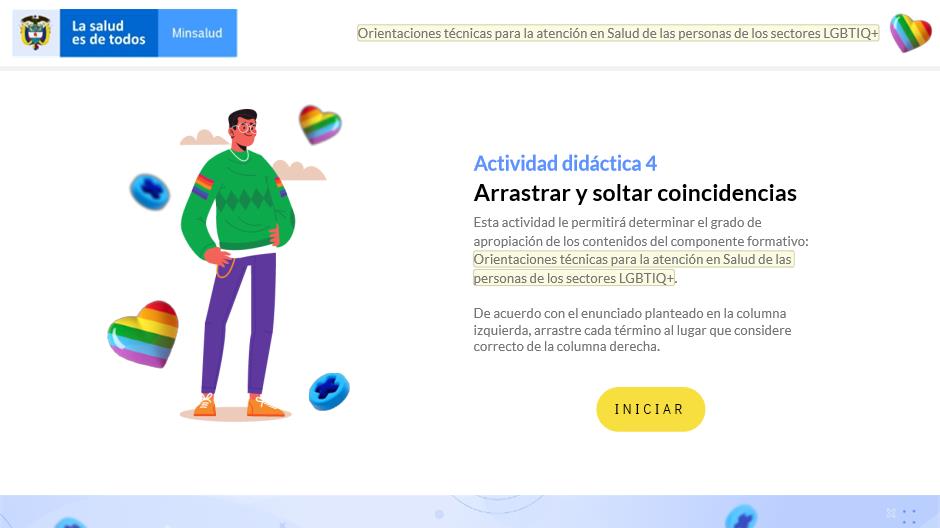 La salud
es de todos
Minsalud
Orientaciones técnicas para la atención en Salud de las personas de los sectores LGBTIQ+
Actividad didáctica 4
Arrastrar y soltar coincidencias
Esta actividad le permitirá determinar el grado de
apropiación de los contenidos del componente formativo:
Orientaciones técnicas para la atención en Salud de las
personas de los sectores LGBTIQ+.
De acuerdo con el enunciado planteado en la columna
izquierda, arrastre cada término al lugar que considere
correcto de la columna derecha.
INICIAR